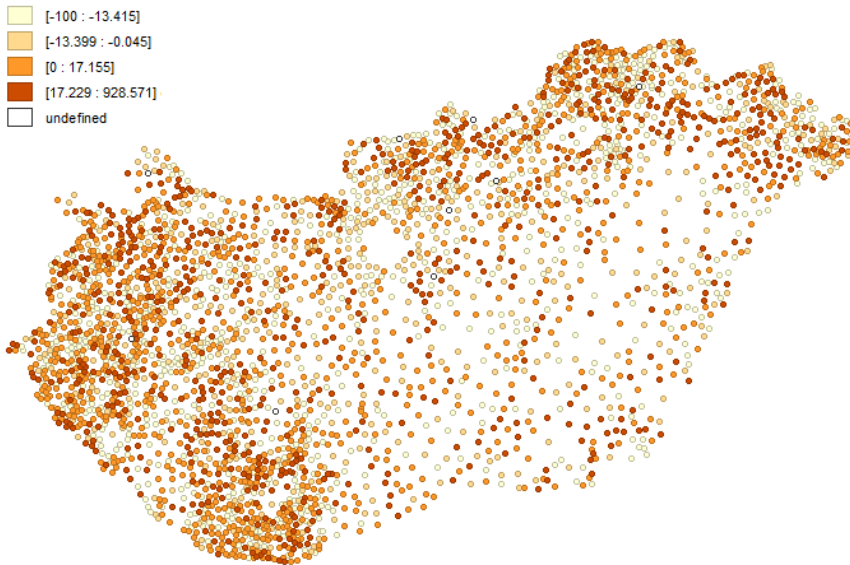 [-100 : -13.415]
[-13.399 : -0.045]
[0 : 17.155]
[17.229 : 928.571]
undefined